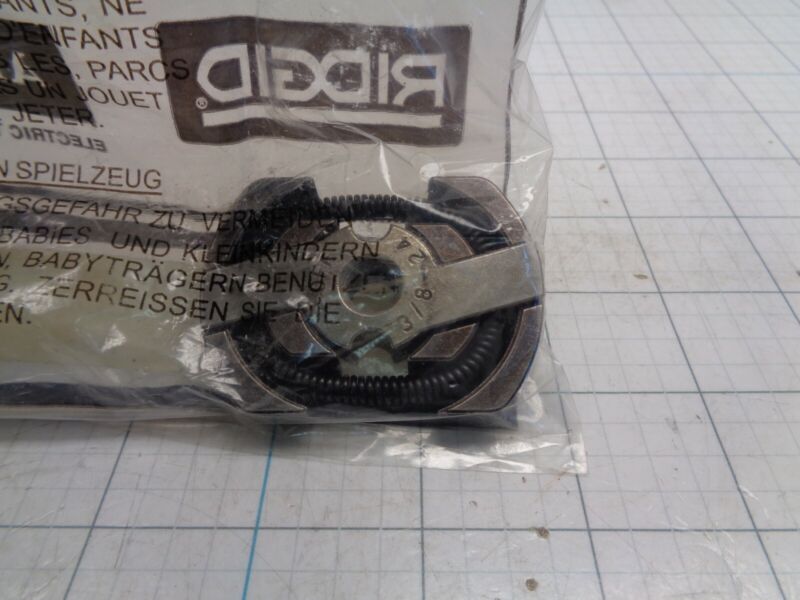 ANTS, NE
D'ENFANTS
LES, PARCS
S UN JOUET
JETER.
RIDGID
®
ELECTRIC
N SPIELZEUG
GSGEFAHR ZU VERMEIDEN
BABIES UND KLEINKINDERN
N, BABYTRÄGERN BENUTZE
G. ZERREISSEN SIE DIE
EN.
3/8-24